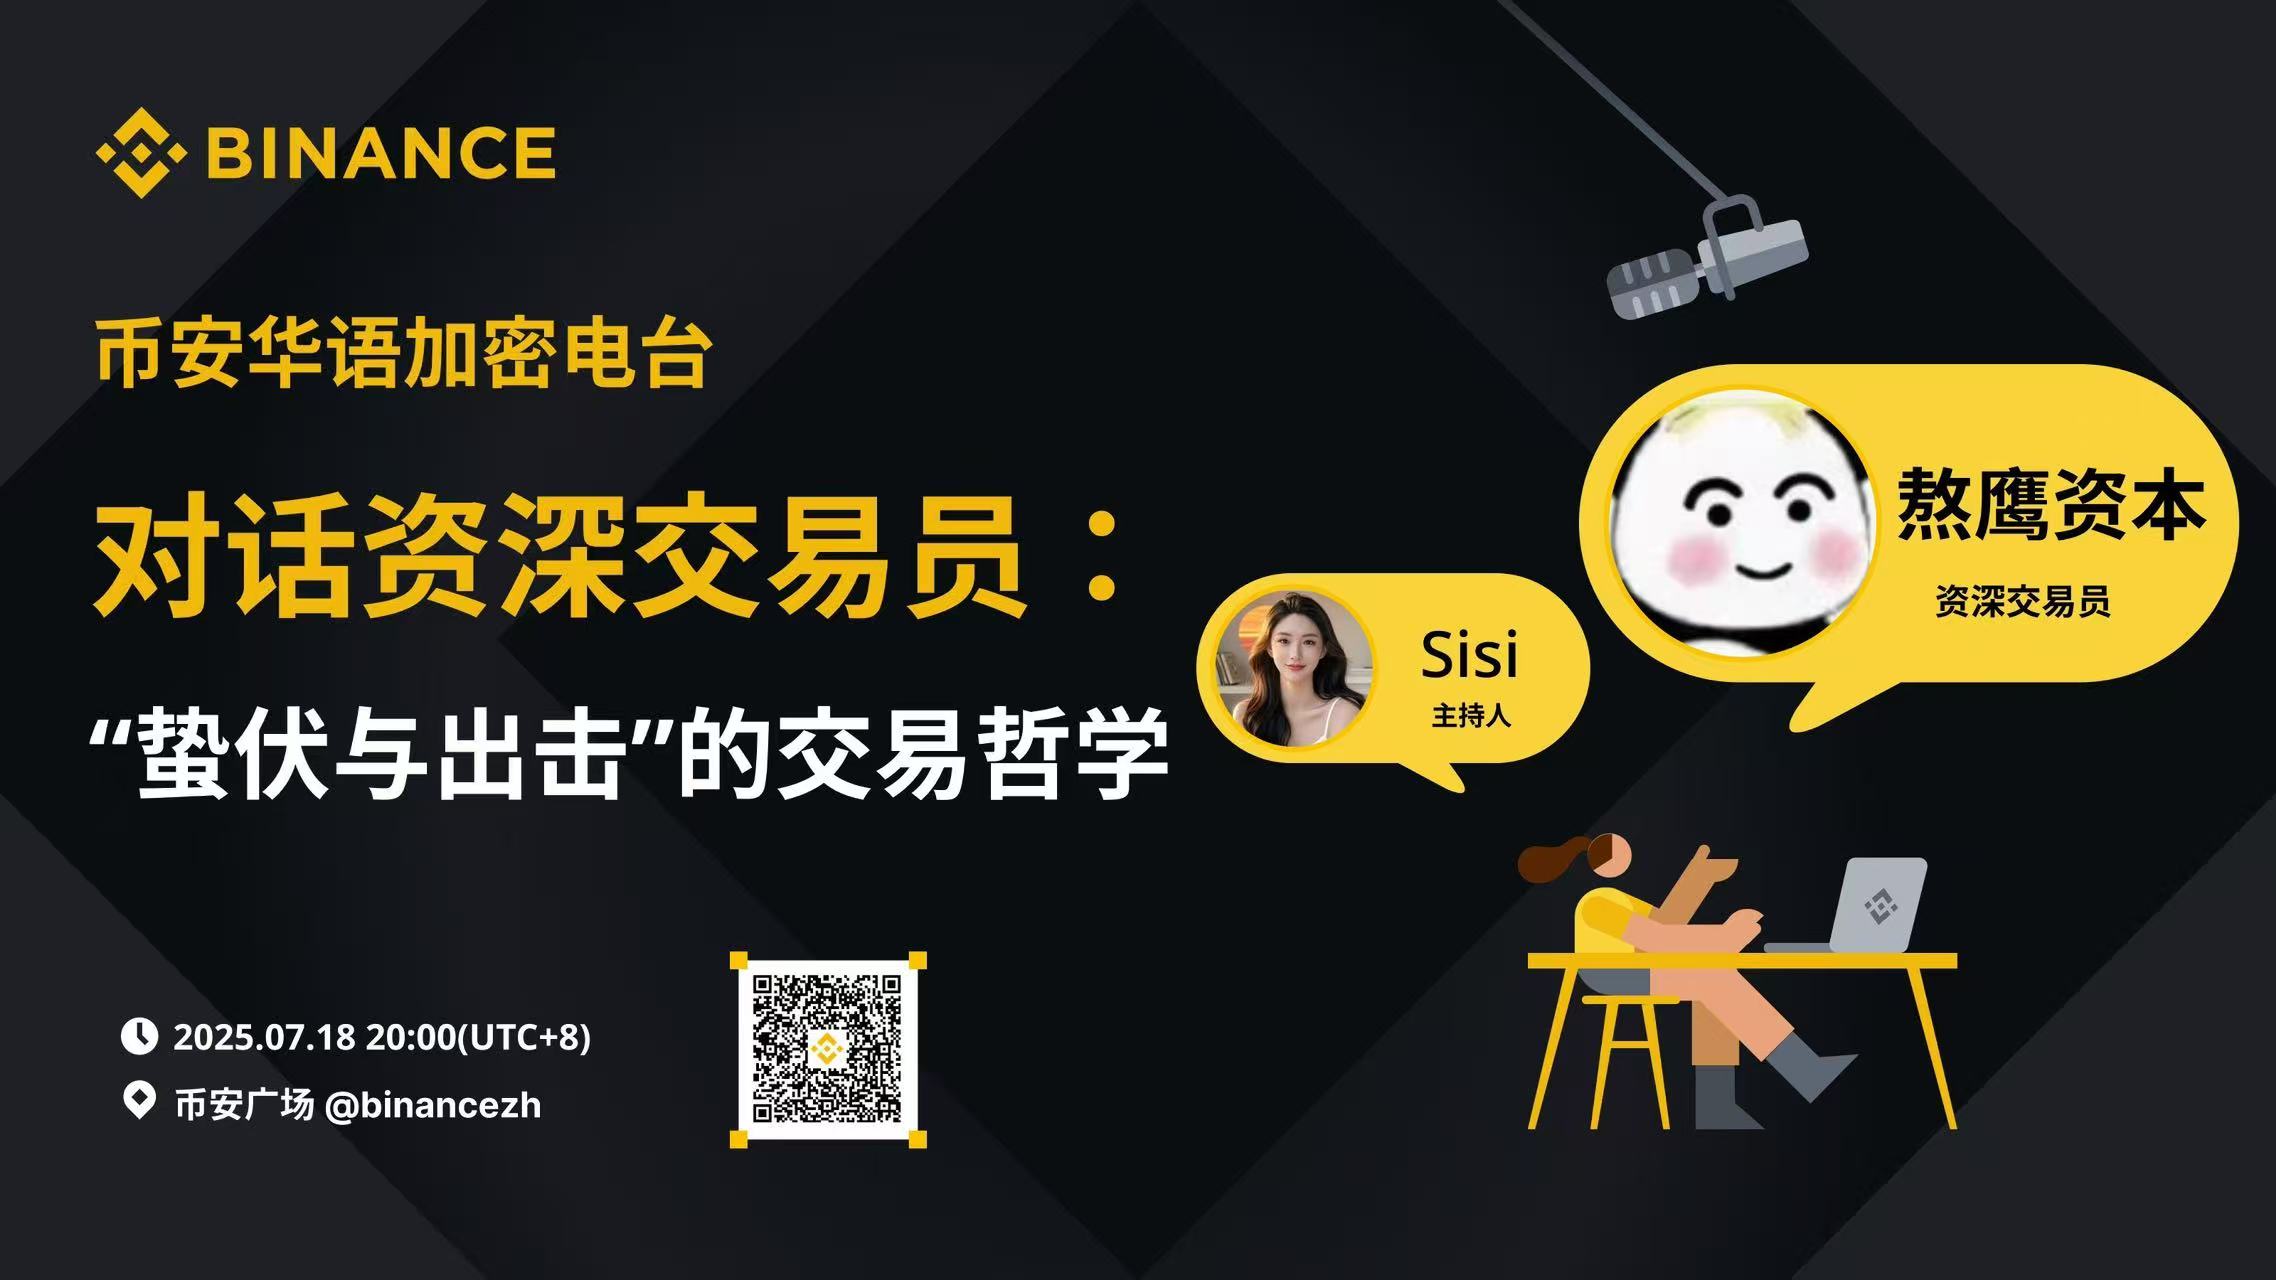 BINANCE
币安华语加密电台
对话资深交易员：
“蛰伏与出击”的交易哲学
Sisi
主持人
熬鹰资本
资深交易员
2025.07.18 20:00(UTC+8)
币安广场 @binancezh